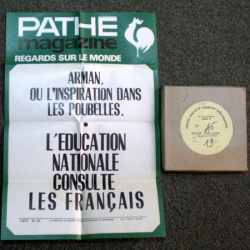 PATHE
magazine
REGARDS SUR LE MONDE
ARMAN,
OU L'INSPIRATION DANS
LES POUBELLES.
L'EDUCATION
NATIONALE
CONSULTE
LES FRANÇAIS